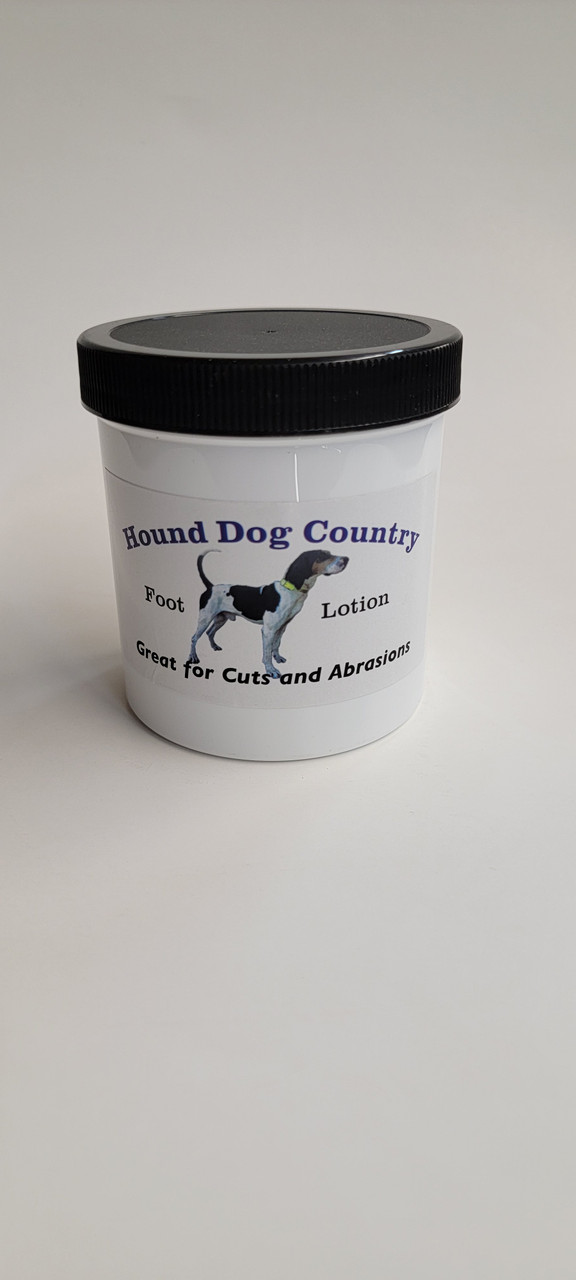 Hound Dog Country
Foot Lotion
Great for Cuts and Abrasions